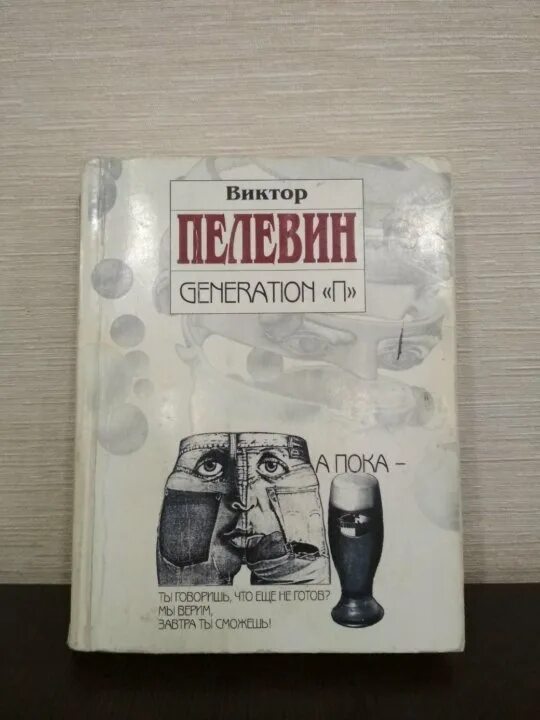 Виктор
ПЕЛЕВИН
GENERATION «П»
А ПОКА –
ТЫ ГОВОРИШЬ, ЧТО ЕЩЕ НЕ ГОТОВ?
МЫ ВЕРИМ,
ЗАВТРА ТЫ СМОЖЕШЬ!